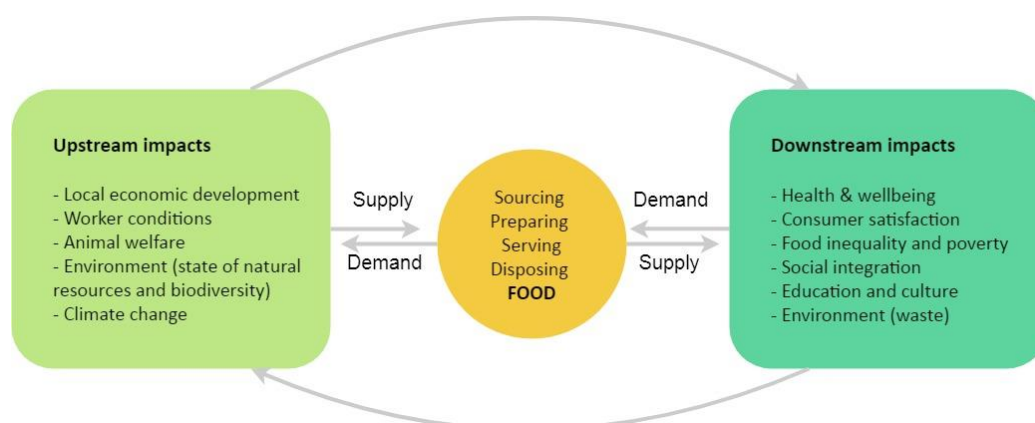 Upstream impacts
- Local economic development
- Worker conditions
- Animal welfare
- Environment (state of natural
resources and biodiversity)
- Climate change
Supply
Demand
Sourcing
Preparing
Serving
Disposing
FOOD
Demand
Supply
Downstream impacts
- Health & wellbeing
- Consumer satisfaction
- Food inequality and poverty
- Social integration
- Education and culture
- Environment (waste)